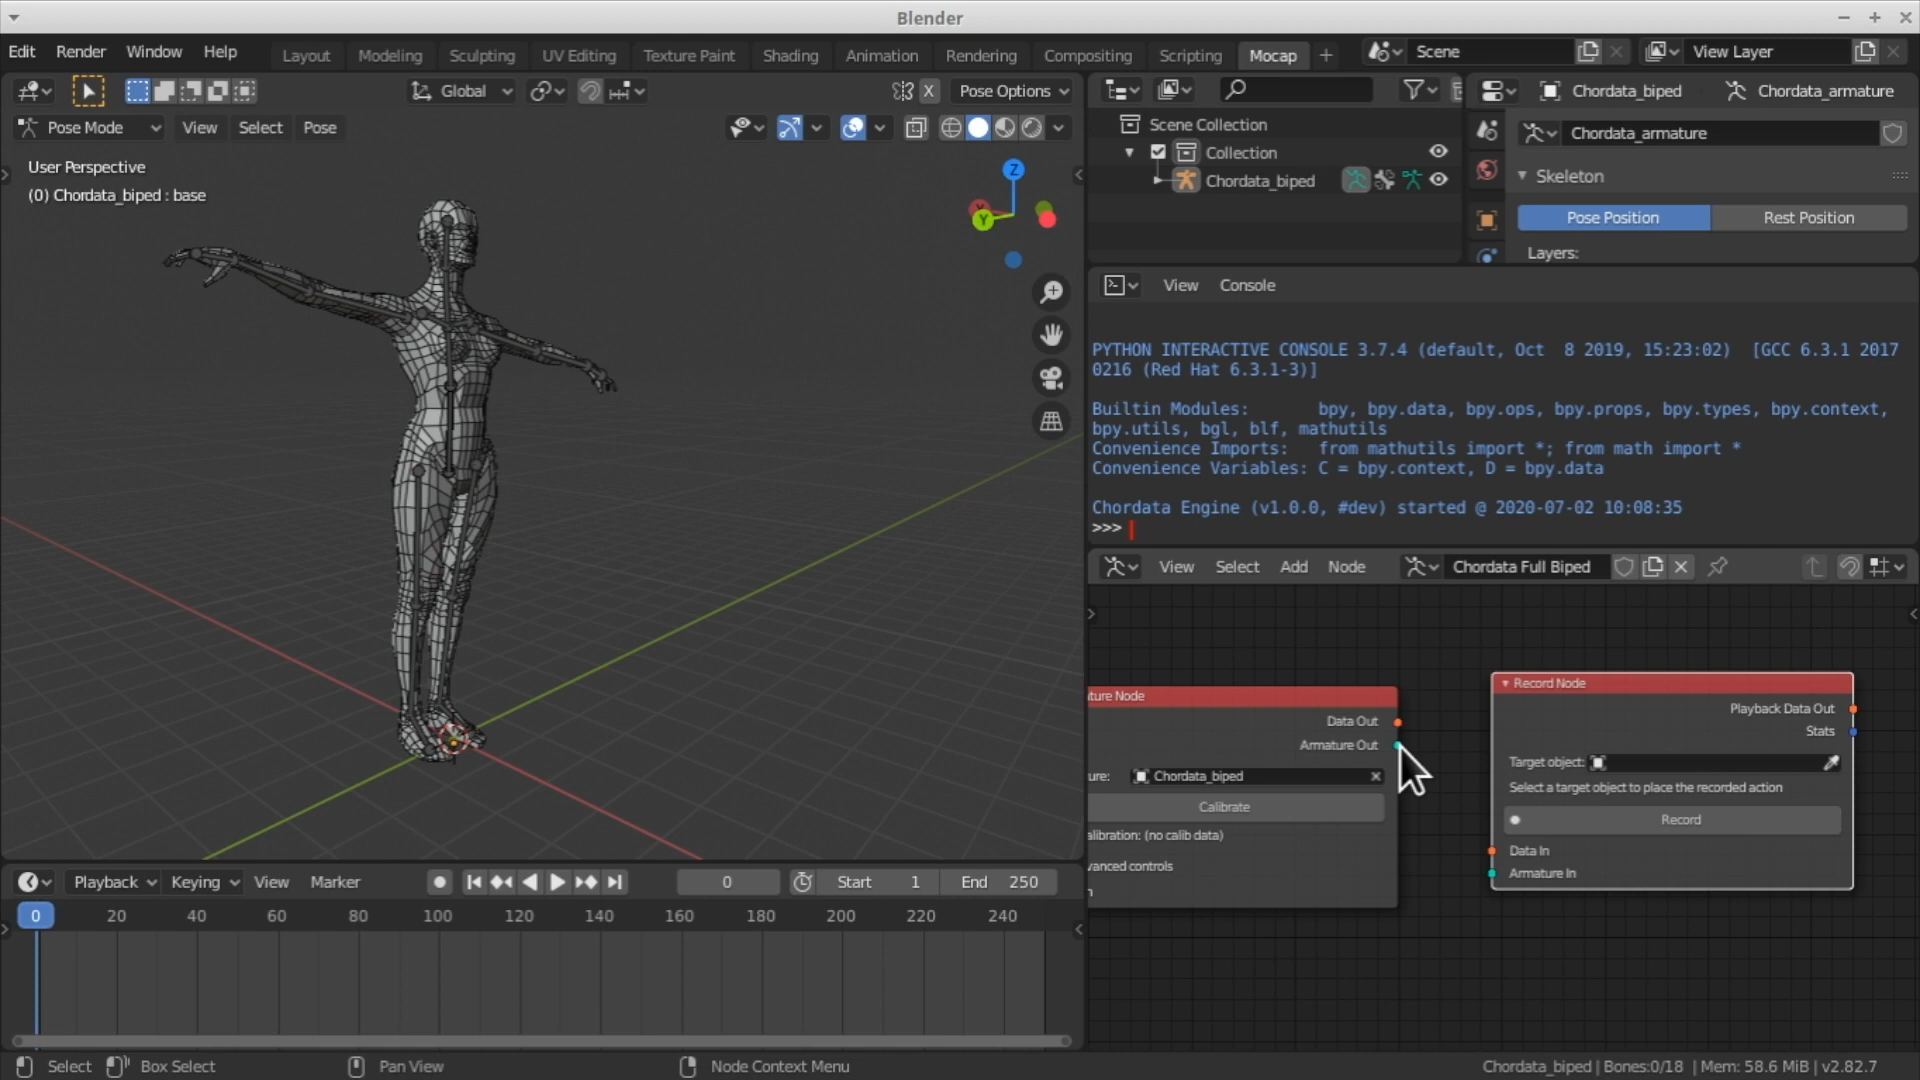 Blender
Edit Render Window Help Layout Modeling Sculpting UV Editing Texture Paint Shading Animation Rendering Compositing Scripting Mocap + Scene View Layer
Global X Pose Options
Pose Mode View Select Pose
User Perspective
(0) Chordata_biped : base
Z
X
Y
Scene Collection
Collection
Chordata_biped
Chordata_biped Chordata_armature
Chordata_armature
Skeleton
Pose Position Rest Position
Layers:
View Console
PYTHON INTERACTIVE CONSOLE 3.7.4 (default, Oct  8 2019, 15:23:02)  [GCC 6.3.1 2017
0216 (Red Hat 6.3.1-3)]
Builtin Modules:       bpy, bpy.data, bpy.ops, bpy.props, bpy.types, bpy.context,
bpy.utils, bgl, blf, mathutils
Convenience Imports:   from mathutils import *; from math import *
Convenience Variables: C = bpy.context, D = bpy.data
Chordata Engine (v1.0.0, #dev) started @ 2020-07-02 10:08:35
>>>
View Select Add Node Chordata Full Biped
ture Node
Data Out
Armature Out
ure: Chordata_biped
Calibrate
alibration: (no calib data)
vanced controls
Record Node
Playback Data Out
Stats
Target object:
Select a target object to place the recorded action
Record
Data In
Armature In
Playback Keying View Marker 0 Start 1 End 250
0 20 40 60 80 100 120 140 160 180 200 220 240
Select Box Select Pan View Node Context Menu Chordata_biped | Bones:0/18 | Mem: 58.6 MiB | v2.82.7